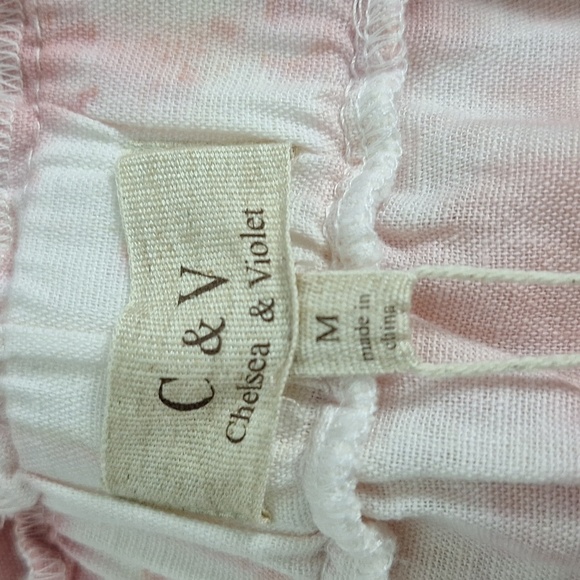 C & V
Chelsea & Violet
M
made in
china